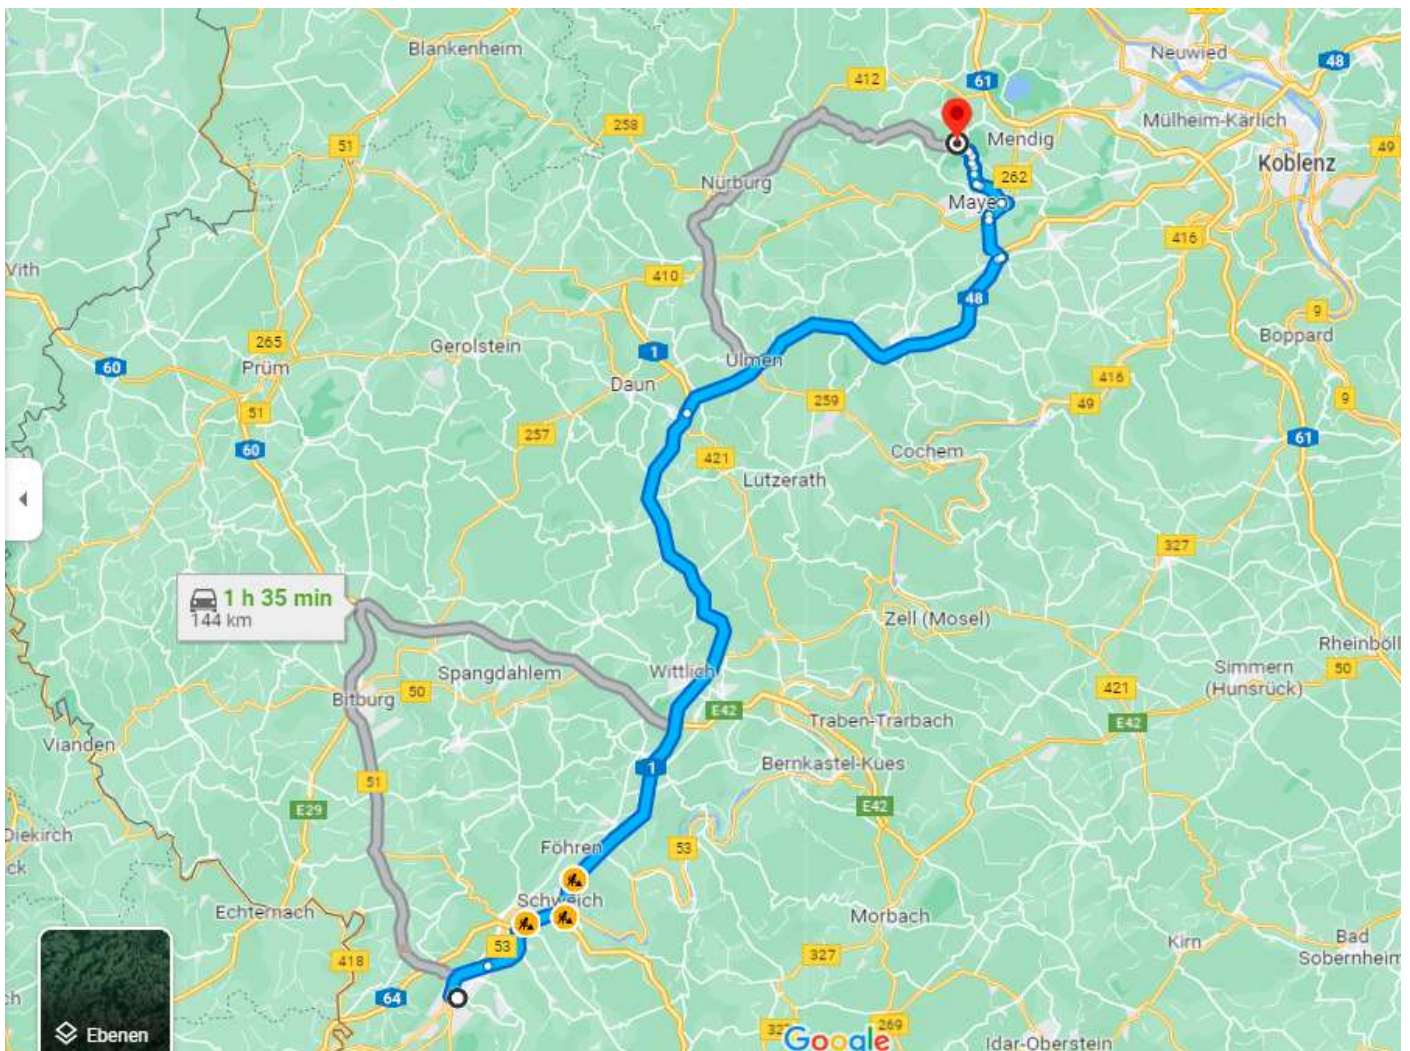 Blankenheim
Neuwied
48
412
61
Mülheim-Kärlich
258
51
Mendig
49
Koblenz
262
Nürburg
Mayen
416
410
48
9
265
1
Ulmen
Boppard
Gerolstein
60
Prüm
Daun
416
259
49
9
51
257
61
60
421
Cochem
Lutzerath
327
1 h 35 min
144 km
Zell (Mosel)
Rheinböll
Spangdahlem
Wittlich
Simmern
(Hunsrück)
50
50
Bitburg
421
E42
Traben-Trarbach
E42
Vianden
Bernkastel-Kues
1
51
E29
E42
Diekirch
Föhren
53
ck
Schweich
Echternach
Morbach
53
Kirn
Bad
Sobernheim
418
327
64
ch
Ebenen
Google
269
Idar-Oberstein
Vith